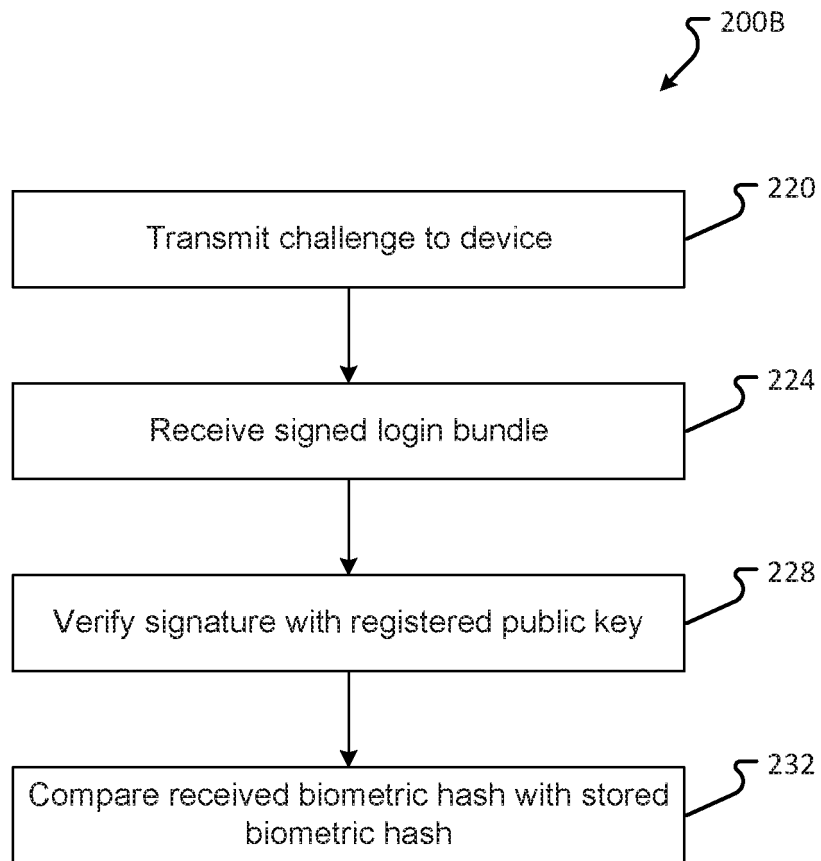 200B
220
Transmit challenge to device
224
Receive signed login bundle
228
Verify signature with registered public key
232
Compare received biometric hash with stored
biometric hash